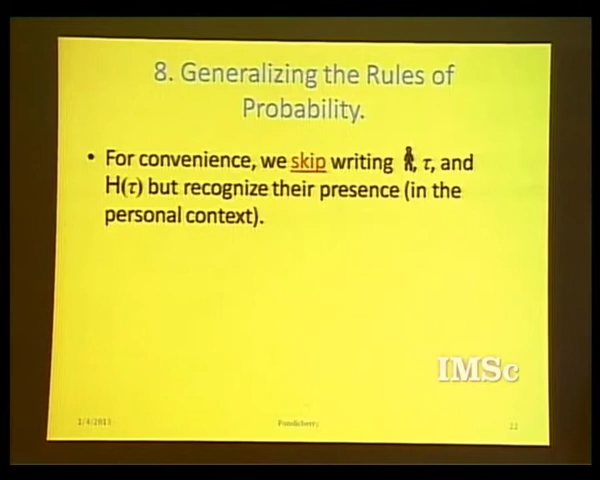 8. Generalizing the Rules of
Probability.
• For convenience, we skip writing , τ, and
H(τ) but recognize their presence (in the
personal context).
IMSc
1/4/2013
Pondicherry
22